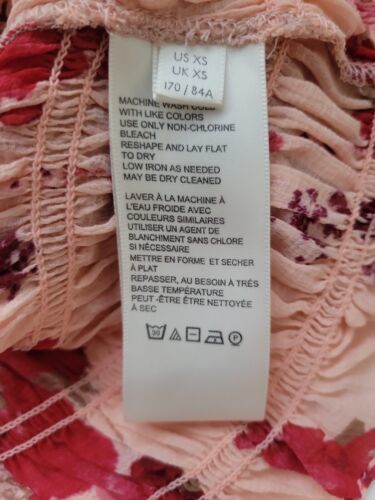 US XS
UK XS
170 / 84A
MACHINE WASH COLD
WITH LIKE COLORS
USE ONLY NON-CHLORINE
BLEACH
RESHAPE AND LAY FLAT
TO DRY
LOW IRON AS NEEDED
MAY BE DRY CLEANED
LAVER À LA MACHINE À
L'EAU FROIDE AVEC
COULEURS SIMILAIRES
UTILISER UN AGENT DE
BLANCHIMENT SANS CHLORE
SI NÉCESSAIRE
METTRE EN FORME ET SECHER
À PLAT
REPASSER, AU BESOIN À TRÉS
BASSE TEMPÉRATURE
PEUT -ÊTRE ÊTRE NETTOYÉE
À SEC
30 P